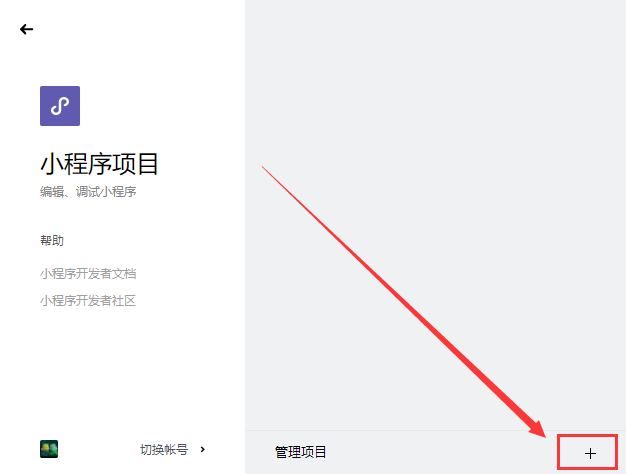 小程序项目
编辑、调试小程序
帮助
小程序开发者文档
小程序开发者社区
切换帐号
管理项目